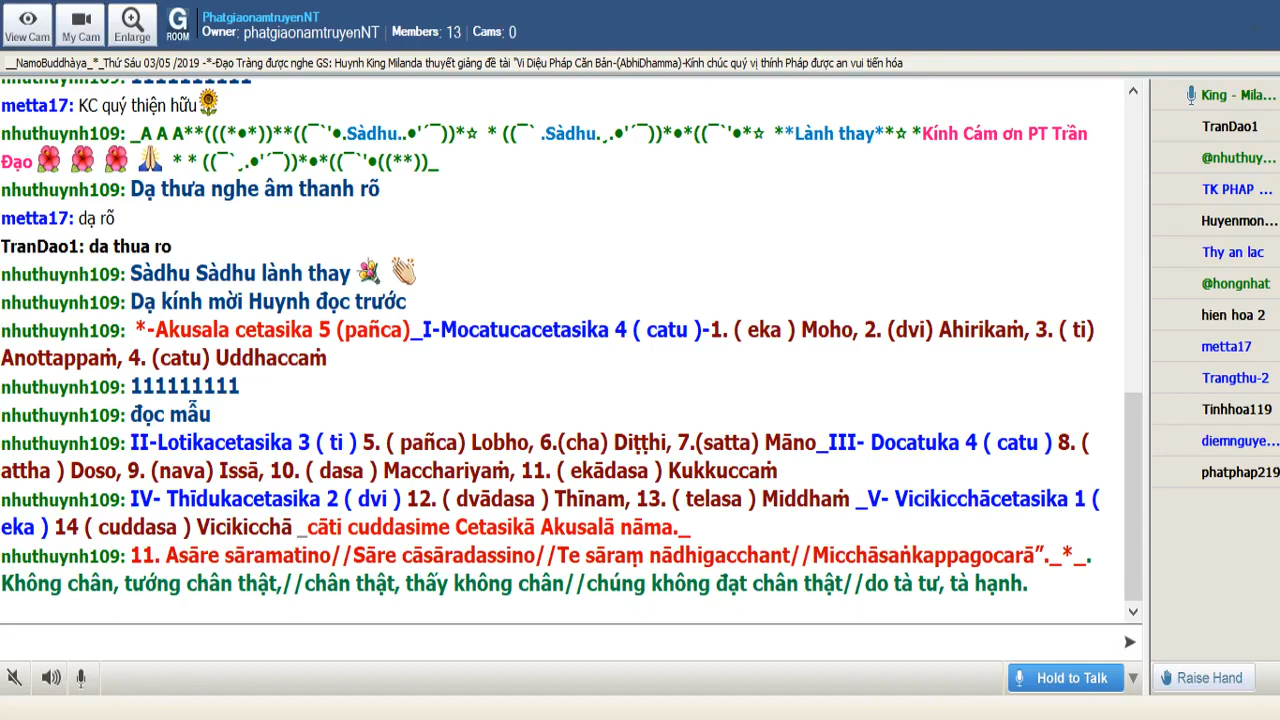 View Cam
My Cam
Enlarge
G
ROOM
PhatgiaonamtruyenNT
Owner: phatgiaonamtruyenNT Members: 13 Cams: 0
__NamoBuddhàya_*_Thứ Sáu 03/05 /2019 -*-Đạo Tràng được nghe GS: Huynh King Milanda thuyết giảng đề tài "Vi Diệu Pháp Căn Bản-(AbhiDhamma)-Kính chúc quý vị thính Pháp được an vui tiến hóa
nhuthuynh109: 1111111111
metta17: KC quý thiện hữu
nhuthuynh109: _A A A**(((*•*))**((¯`'•.Sàdhu..•'´¯))*☆ * ((¯` .Sàdhu.¸.•'´¯))*•*((¯`'•*☆ **Lành thay**☆*Kính Cám ơn PT Trần
Đạo * * ((¯`¸.•'´¯))*•*((¯`'•((**))_
nhuthuynh109: Dạ thưa nghe âm thanh rõ
metta17: dạ rõ
TranDao1: da thua ro
nhuthuynh109: Sàdhu Sàdhu lành thay
nhuthuynh109: Dạ kính mời Huynh đọc trước
nhuthuynh109: *-Akusala cetasika 5 (pañca)_I-Mocatucacetasika 4 ( catu )-1. ( eka ) Moho, 2. (dvi) Ahirikaṁ, 3. ( ti)
Anottappaṁ, 4. (catu) Uddhaccaṁ
nhuthuynh109: 111111111
nhuthuynh109: đọc mẫu
nhuthuynh109: II-Lotikacetasika 3 ( ti ) 5. ( pañca) Lobho, 6.(cha) Diṭṭhi, 7.(satta) Māno_III- Docatuka 4 ( catu ) 8. (
attha ) Doso, 9. (nava) Issā, 10. ( dasa ) Macchariyaṁ, 11. ( ekādasa ) Kukkuccaṁ
nhuthuynh109: IV- Thīdukacetasika 2 ( dvi ) 12. ( dvādasa ) Thīnam, 13. ( telasa ) Middhaṁ _V- Vicikicchācetasika 1 (
eka ) 14 ( cuddasa ) Vicikicchā _cāti cuddasime Cetasikā Akusalā nāma._
nhuthuynh109: 11. Asāre sāramatino//Sāre cāsāradassino//Te sāraṃ nādhigacchant//Micchāsaṅkappagocarā”._*_.
Không chân, tướng chân thật,//chân thật, thấy không chân//chúng không đạt chân thật//do tà tư, tà hạnh.
Hold to Talk
King - Mila...
TranDao1
@nhuthuy...
TK PHAP ...
Huyenmon...
Thy an lac
@hongnhat
hien hoa 2
metta17
Trangthu-2
Tinhhoa119
diemnguye...
phatphap219
Raise Hand